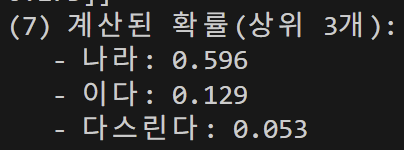 (7) 계산된 확률(상위 3개):
- 나라: 0.596
- 이다: 0.129
- 다스린다: 0.053